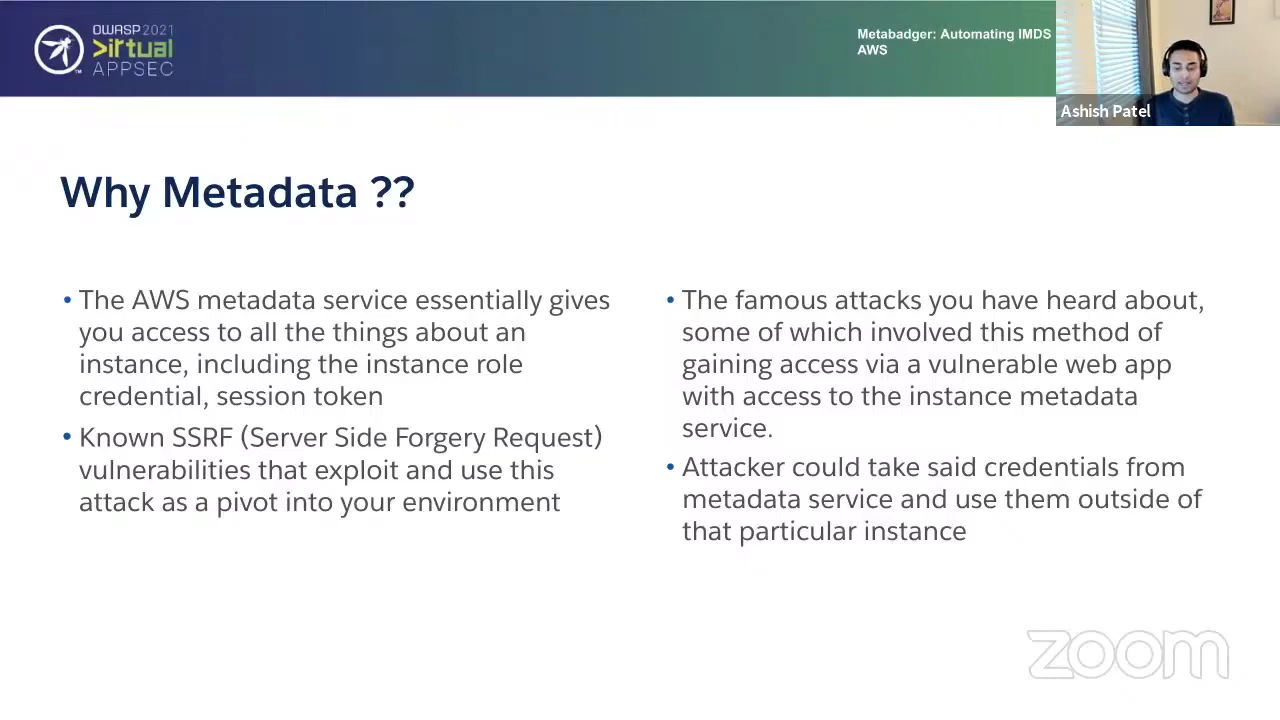 OWASP 2021
Virtual
APPSEC
Metabadger: Automating IMDS
AWS
Ashish Patel
Why Metadata ??
• The AWS metadata service essentially gives
you access to all the things about an
instance, including the instance role
credential, session token
• Known SSRF (Server Side Forgery Request)
vulnerabilities that exploit and use this
attack as a pivot into your environment
• The famous attacks you have heard about,
some of which involved this method of
gaining access via a vulnerable web app
with access to the instance metadata
service.
• Attacker could take said credentials from
metadata service and use them outside of
that particular instance
zoom